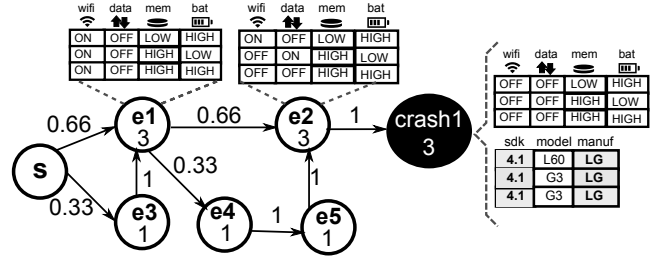 wifi data mem bat
ON OFF LOW HIGH
ON OFF HIGH LOW
ON OFF HIGH HIGH
wifi data mem bat
ON OFF LOW HIGH
OFF ON HIGH LOW
OFF OFF HIGH HIGH
wifi data mem bat
OFF OFF LOW HIGH
OFF OFF HIGH LOW
OFF OFF HIGH HIGH
sdk model manuf
4.1 L60 LG
4.1 G3 LG
4.1 G3 LG
s
0.66
0.33
e1
3
0.66
e2
3
1
crash1
3
1
0.33
e3
1
e4
1
1
e5
1
1